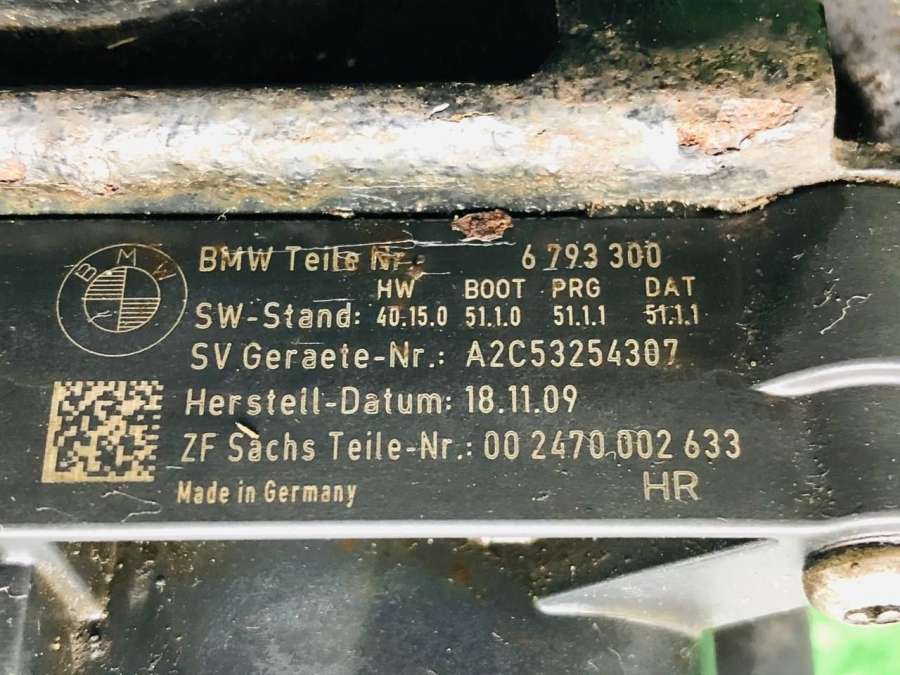 BMW
BMW Teile Nr.: 6 793 300
HW BOOT PRG DAT
SW-Stand: 40.15.0 51.1.0 51.1.1 51.1.1
SV Geraete-Nr.: A2C53254307
Herstell-Datum: 18.11.09
ZF Sachs Teile-Nr.: 00 2470 002 633
Made in Germany
HR